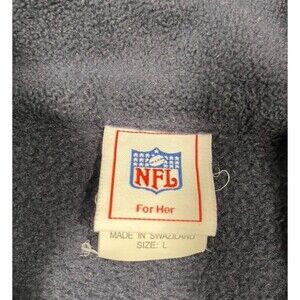 NFL
For Her
MADE IN SWAZILAND
SIZE: L